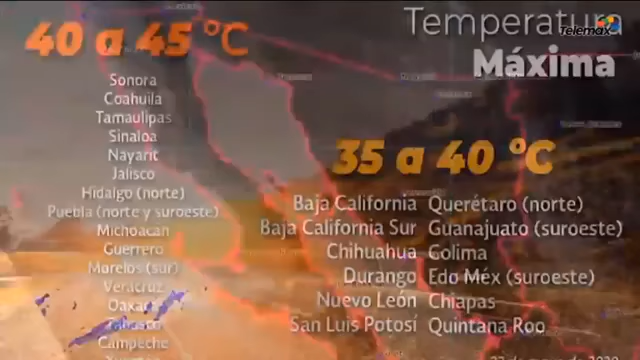 Temperatura
Máxima
Telemax
40 a 45 °C
Sonora
Coahuila
Tamaulipas
Sinaloa
Nayarit
Jalisco
Hidalgo (norte)
Puebla (norte y suroeste)
Michoacan
Guerrero
Morelos (sur)
Veracruz
Oaxaca
Tabasco
Campeche
35 a 40 °C
Baja California
Baja California Sur
Chihuahua
Durango
Nuevo León
San Luis Potosí
Querétaro (norte)
Guanajuato (suroeste)
Colima
Edo Méx (suroeste)
Chiapas
Quintana Roo